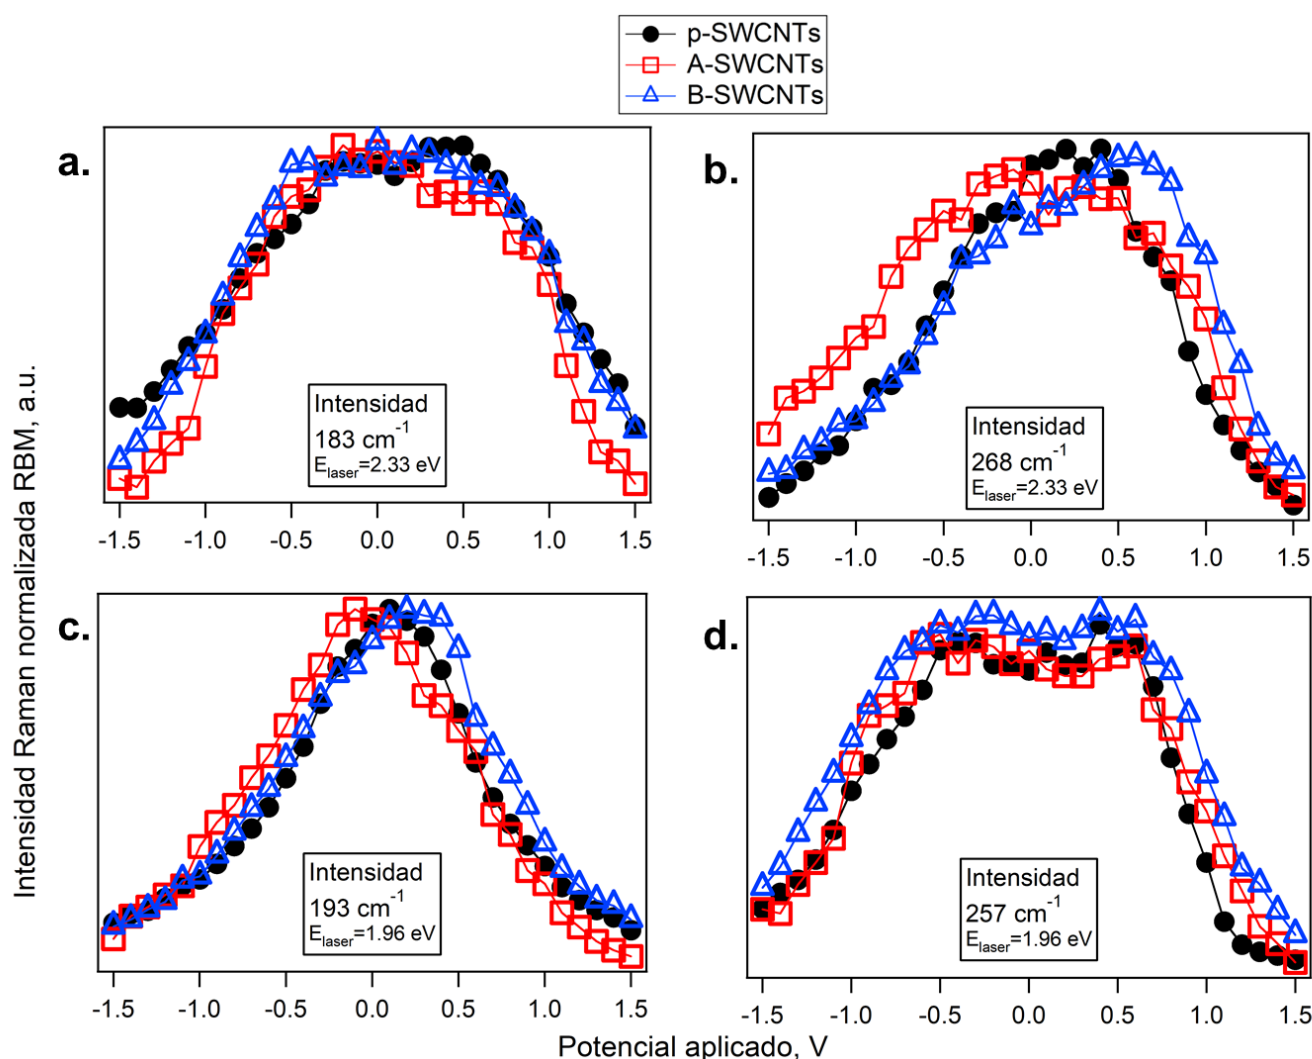 p-SWCNTs
A-SWCNTs
B-SWCNTs
a.
Intensidad
183 cm⁻¹
E_laser=2.33 eV
-1.5 -1.0 -0.5 0.0 0.5 1.0 1.5
b.
Intensidad
268 cm⁻¹
E_laser=2.33 eV
-1.5 -1.0 -0.5 0.0 0.5 1.0 1.5
Intensidad Raman normalizada RBM, a.u.
c.
Intensidad
193 cm⁻¹
E_laser=1.96 eV
-1.5 -1.0 -0.5 0.0 0.5 1.0 1.5
d.
Intensidad
257 cm⁻¹
E_laser=1.96 eV
-1.5 -1.0 -0.5 0.0 0.5 1.0 1.5
Potencial aplicado, V